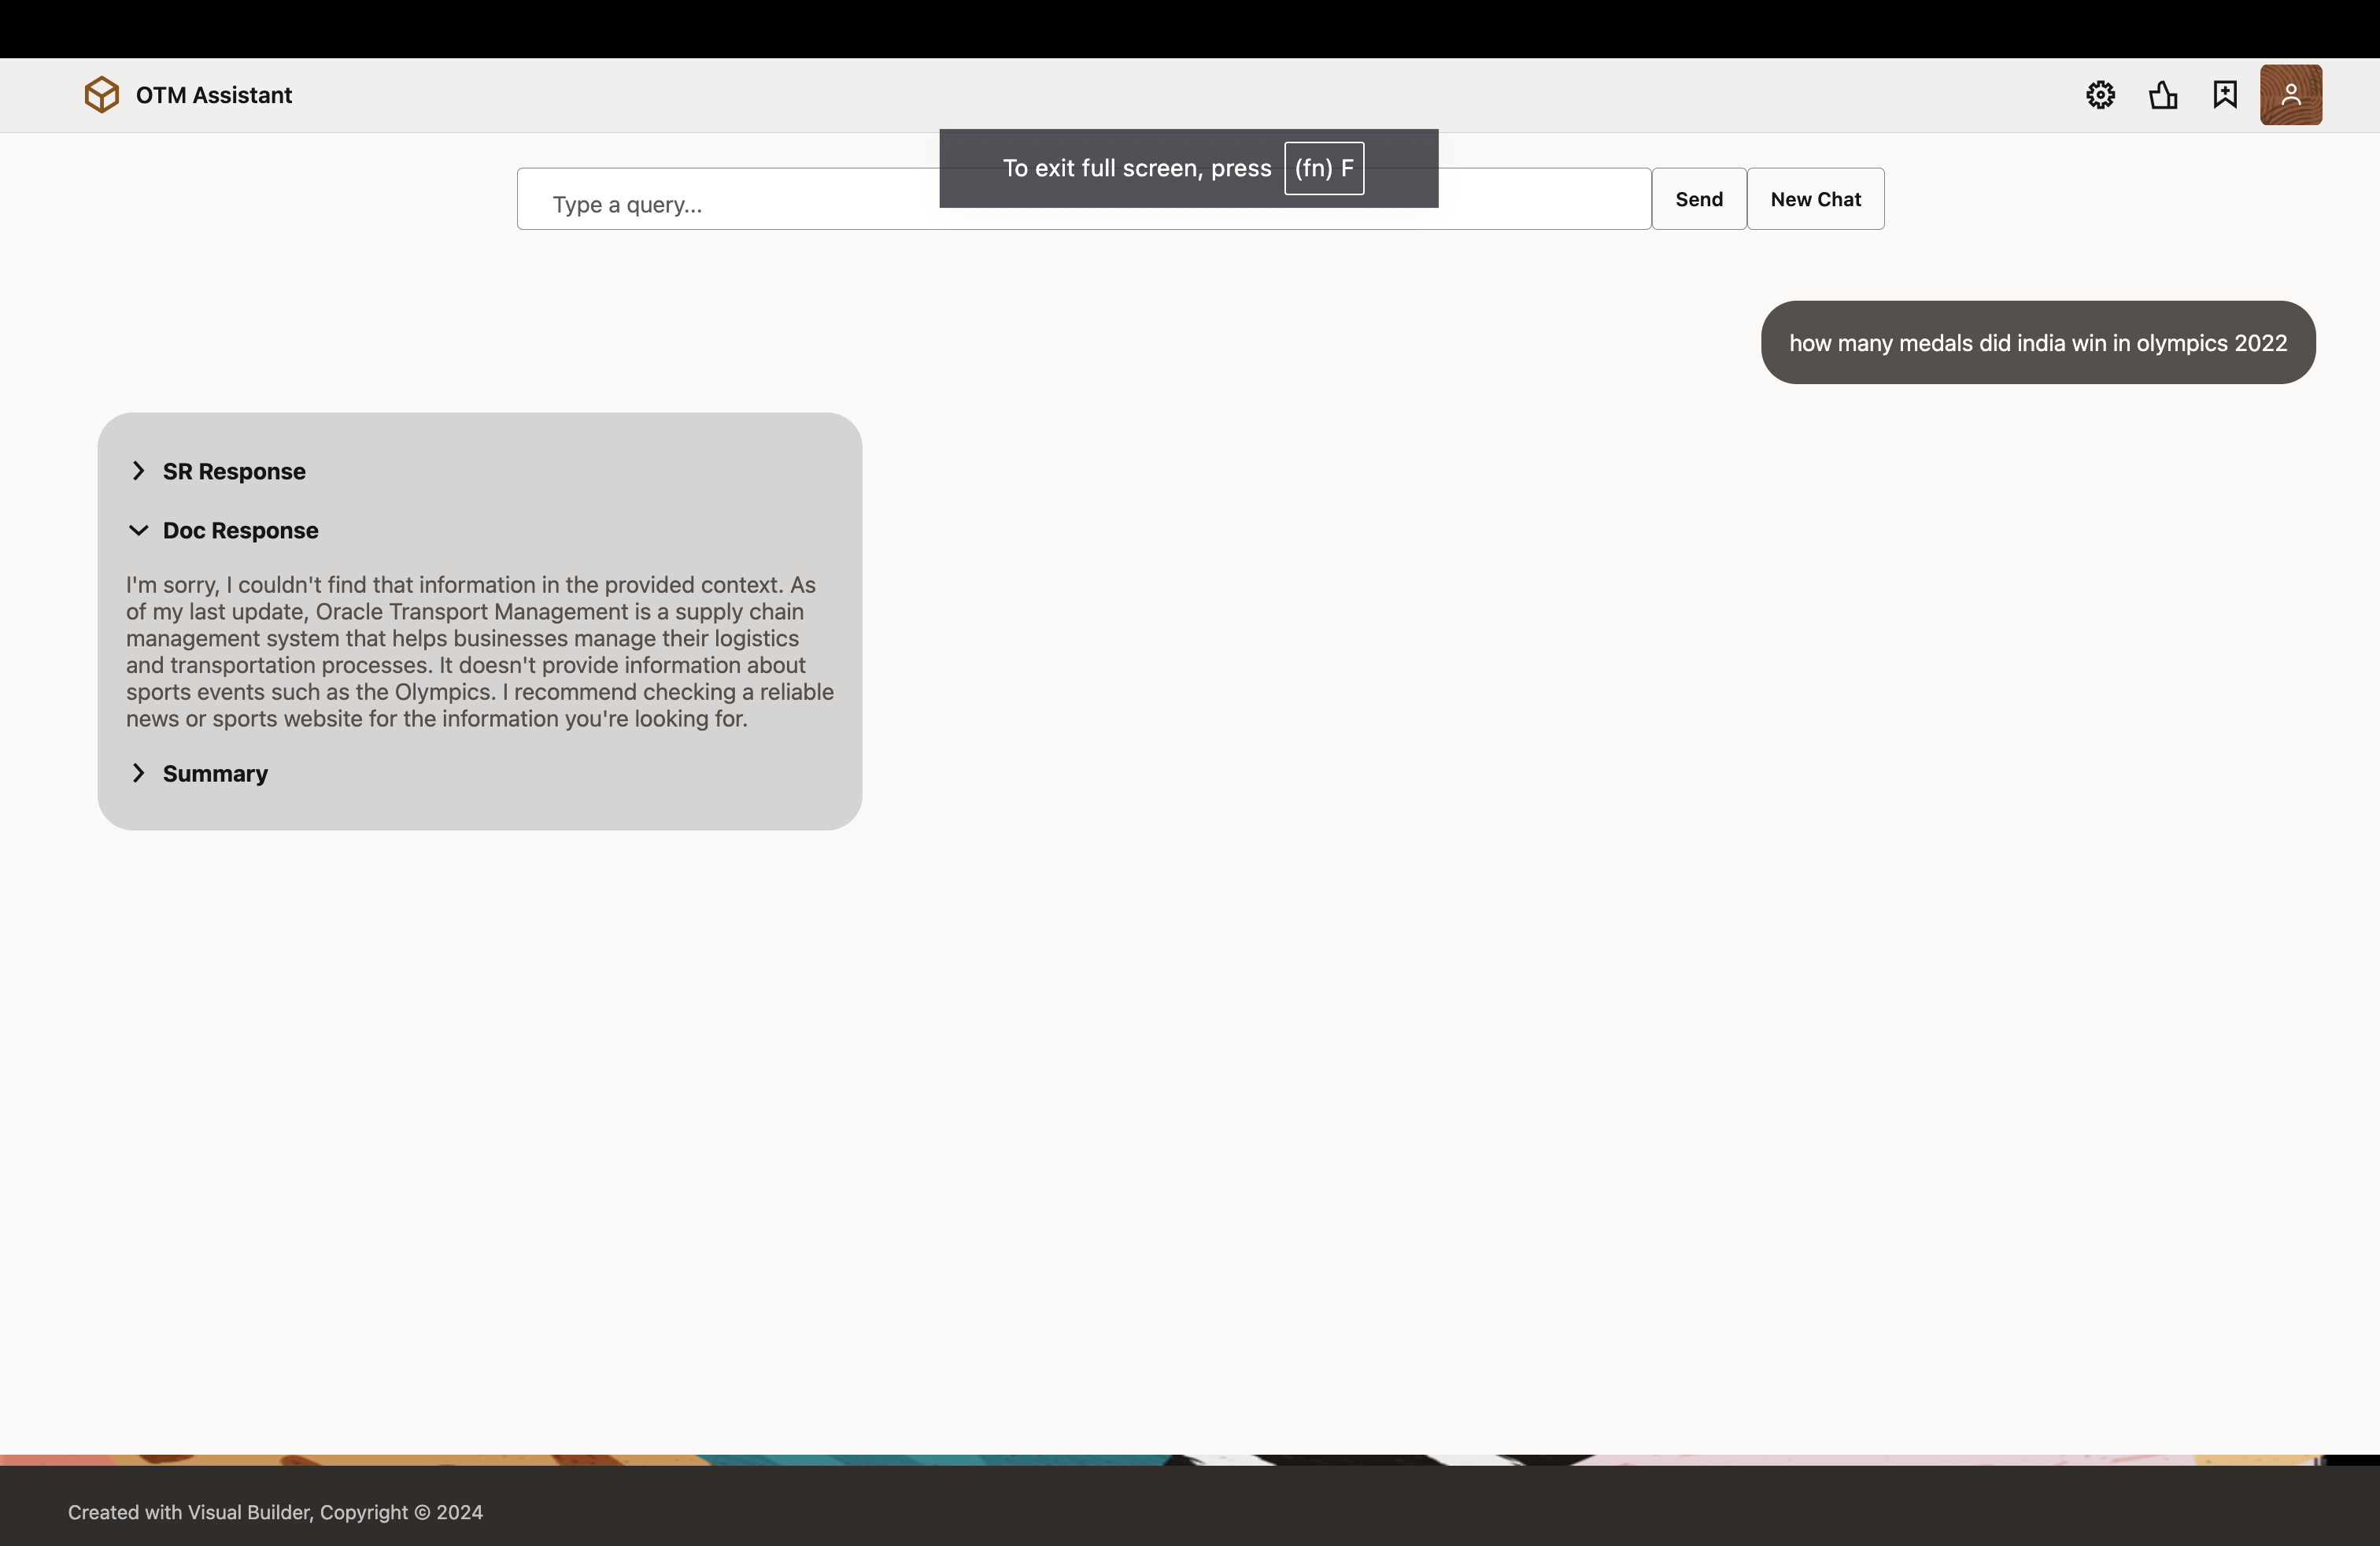 OTM Assistant
To exit full screen, press (fn) F
Type a query...
Send
New Chat
how many medals did india win in olympics 2022
SR Response
Doc Response
I'm sorry, I couldn't find that information in the provided context. As
of my last update, Oracle Transport Management is a supply chain
management system that helps businesses manage their logistics
and transportation processes. It doesn't provide information about
sports events such as the Olympics. I recommend checking a reliable
news or sports website for the information you're looking for.
Summary
Created with Visual Builder, Copyright © 2024